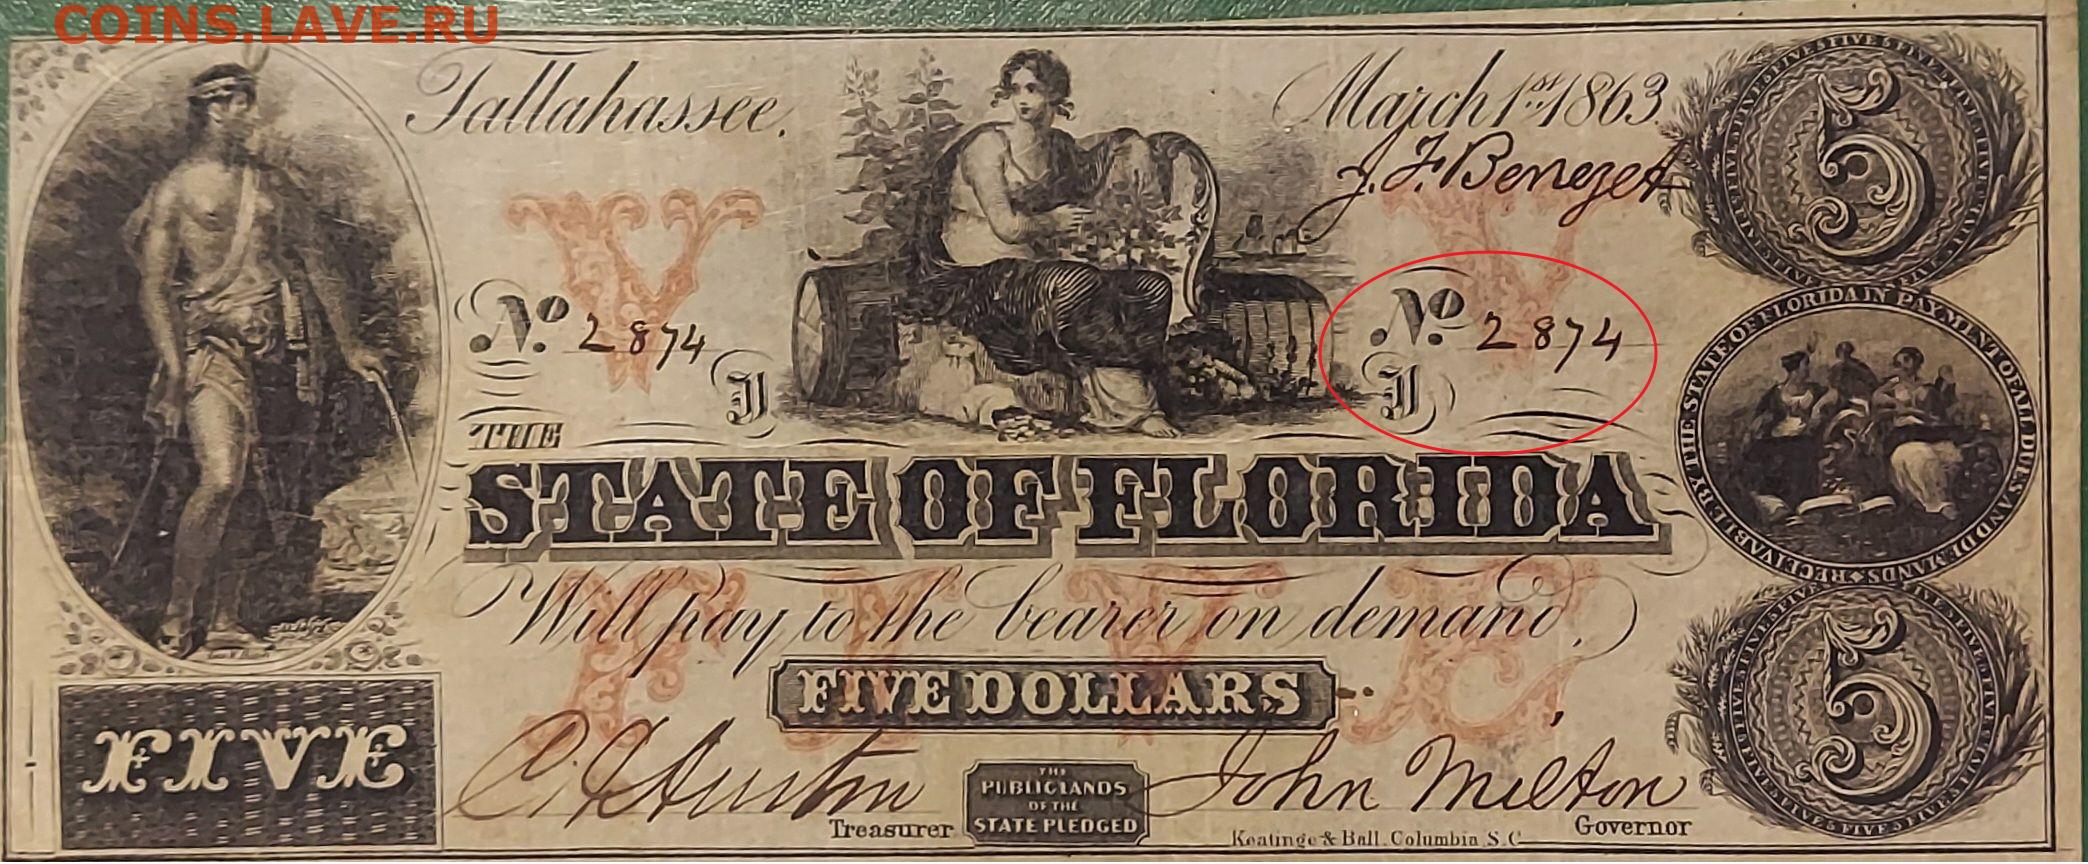 COINS.LAVE.RU
Tallahassee, March 1st 1863.
J. F. Benezet
5
V V
No. 2874 No. 2874
J J
THE
STATE OF FLORIDA
RECEIVABLE BY THE STATE OF FLORIDA IN PAYMENT OF ALL DUES AND DEMANDS
Will pay to the bearer on demand,
FIVE
FIVE DOLLARS
5
FIVE
C. H. Austin
Treasurer
THE
PUBLIC LANDS
OF THE
STATE PLEDGED
John Milton
Governor
Keatinge & Ball. Columbia, S.C.